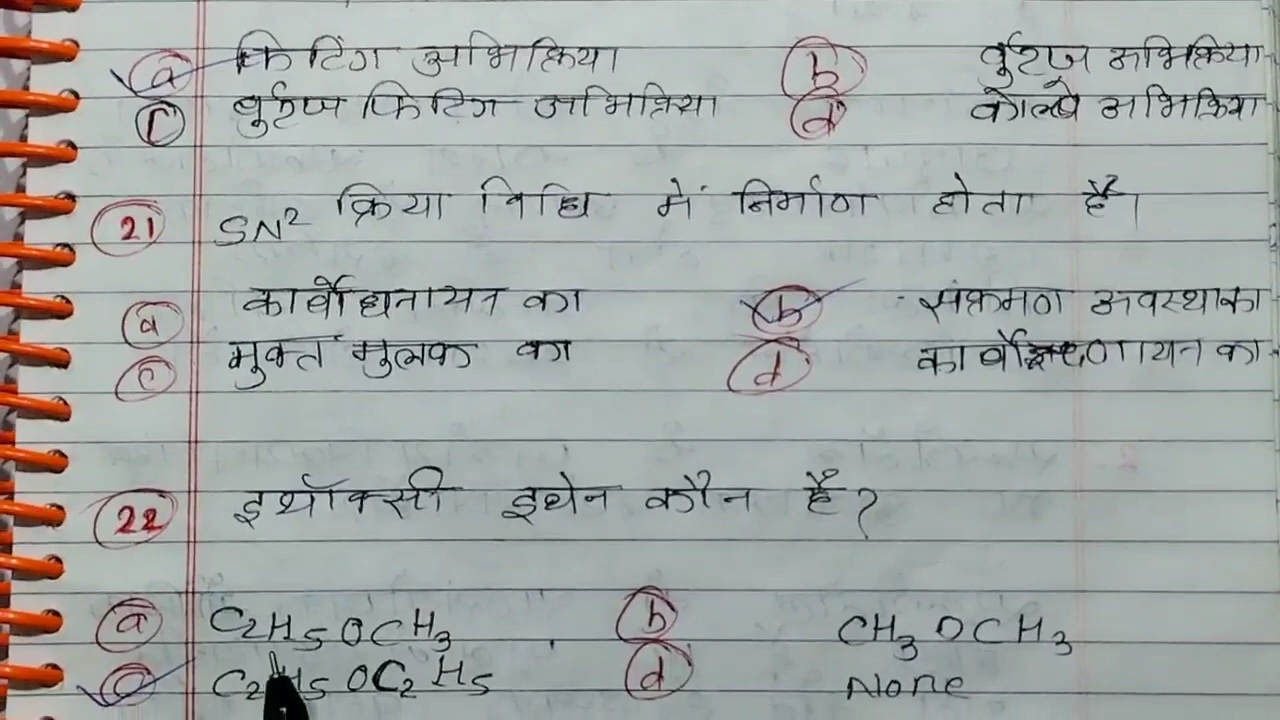 (a) फिटिंग अभिक्रिया (b) वुर्ट्ज अभिक्रिया
(c) वुर्ट्ज फिटिग अभिक्रिया (d) कोल्बे अभिक्रिया
(21) SN² क्रिया विधि में निर्माण होता है।
(a) कार्वोधनायन का (b) संक्रमण अवस्था का
(c) मुक्त मुलक का (d) कार्वोऋणायन का
(22) इथॉक्सी इथेन कौन है?
(a) C₂H₅OCH₃ (b) CH₃OCH₃
(c) C₂H₅OC₂H₅ (d) None